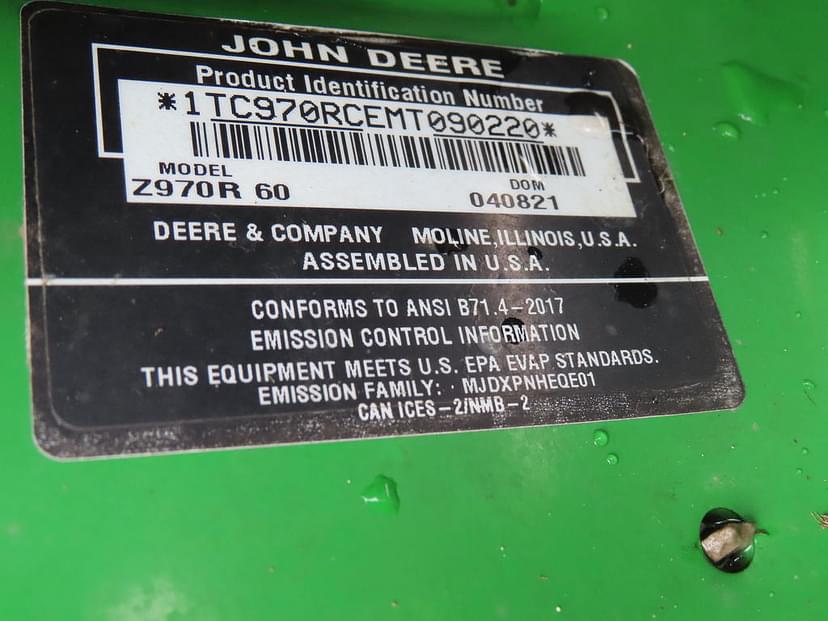 JOHN DEERE
Product Identification Number
*1TC970RCEMT090220*
MODEL DOM
Z970R 60 040821
DEERE & COMPANY MOLINE, ILLINOIS, U.S.A.
ASSEMBLED IN U.S.A.
CONFORMS TO ANSI B71.4-2017
EMISSION CONTROL INFORMATION
THIS EQUIPMENT MEETS U.S. EPA EVAP STANDARDS.
EMISSION FAMILY: MJDXPNHEQE01
CAN ICES-2/NMB-2